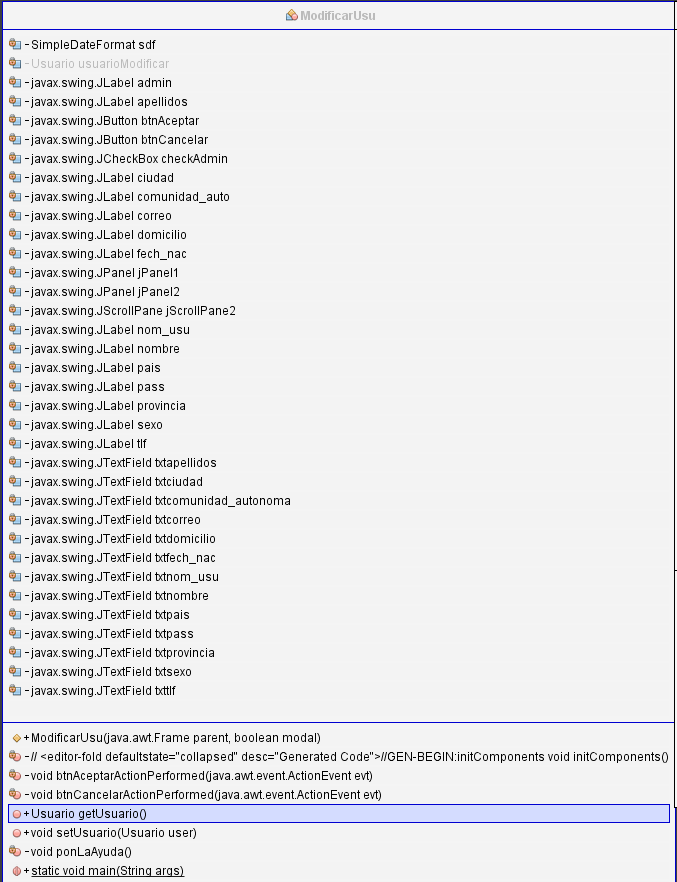 ModificarUsu
- SimpleDateFormat sdf
- Usuario usuarioModificar
- javax.swing.JLabel admin
- javax.swing.JLabel apellidos
- javax.swing.JButton btnAceptar
- javax.swing.JButton btnCancelar
- javax.swing.JCheckBox checkAdmin
- javax.swing.JLabel ciudad
- javax.swing.JLabel comunidad_auto
- javax.swing.JLabel correo
- javax.swing.JLabel domicilio
- javax.swing.JLabel fech_nac
- javax.swing.JPanel jPanel1
- javax.swing.JPanel jPanel2
- javax.swing.JScrollPane jScrollPane2
- javax.swing.JLabel nom_usu
- javax.swing.JLabel nombre
- javax.swing.JLabel pais
- javax.swing.JLabel pass
- javax.swing.JLabel provincia
- javax.swing.JLabel sexo
- javax.swing.JLabel tlf
- javax.swing.JTextField txtapellidos
- javax.swing.JTextField txtciudad
- javax.swing.JTextField txtcomunidad_autonoma
- javax.swing.JTextField txtcorreo
- javax.swing.JTextField txtdomicilio
- javax.swing.JTextField txtfech_nac
- javax.swing.JTextField txtnom_usu
- javax.swing.JTextField txtnombre
- javax.swing.JTextField txtpais
- javax.swing.JTextField txtpass
- javax.swing.JTextField txtprovincia
- javax.swing.JTextField txtsexo
- javax.swing.JTextField txttlf
+ ModificarUsu(java.awt.Frame parent, boolean modal)
- // <editor-fold defaultstate="collapsed" desc="Generated Code">//GEN-BEGIN:initComponents void initComponents()
- void btnAceptarActionPerformed(java.awt.event.ActionEvent evt)
- void btnCancelarActionPerformed(java.awt.event.ActionEvent evt)
+ Usuario getUsuario()
+ void setUsuario(Usuario user)
- void ponLaAyuda()
+ static void main(String args)